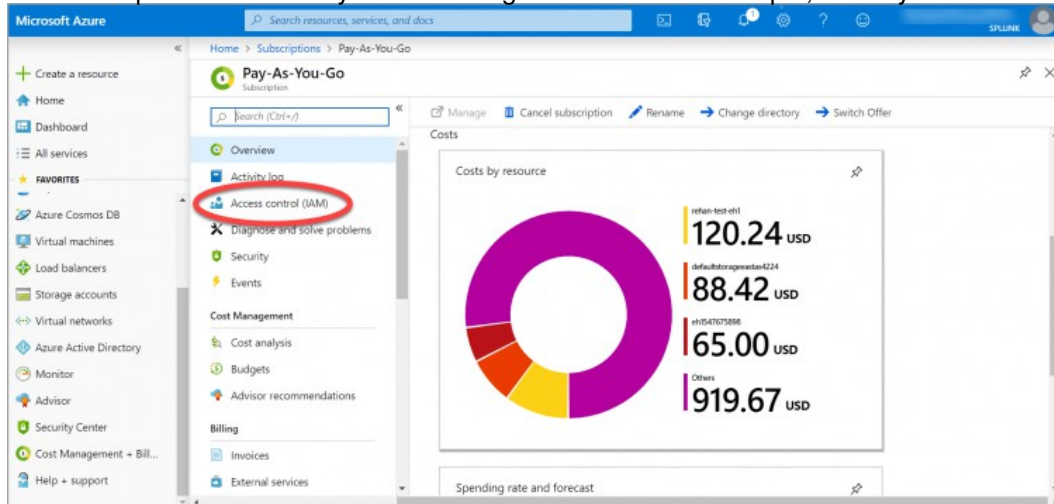 Microsoft Azure
Search resources, services, and docs
SPLUNK
Home > Subscriptions > Pay-As-You-Go
Create a resource
Home
Dashboard
All services
FAVORITES
Azure Cosmos DB
Virtual machines
Load balancers
Storage accounts
Virtual networks
Azure Active Directory
Monitor
Advisor
Security Center
Cost Management + Bill...
Help + support
Pay-As-You-Go
Subscription
Search (Ctrl+/)
Overview
Activity log
Access control (IAM)
Diagnose and solve problems
Security
Events
Cost Management
Cost analysis
Budgets
Advisor recommendations
Billing
Invoices
External services
Manage Cancel subscription Rename Change directory Switch Offer
Costs
Costs by resource
rehan-test-eh1
120.24 USD
88.42 USD
65.00 USD
Others
919.67 USD
Spending rate and forecast